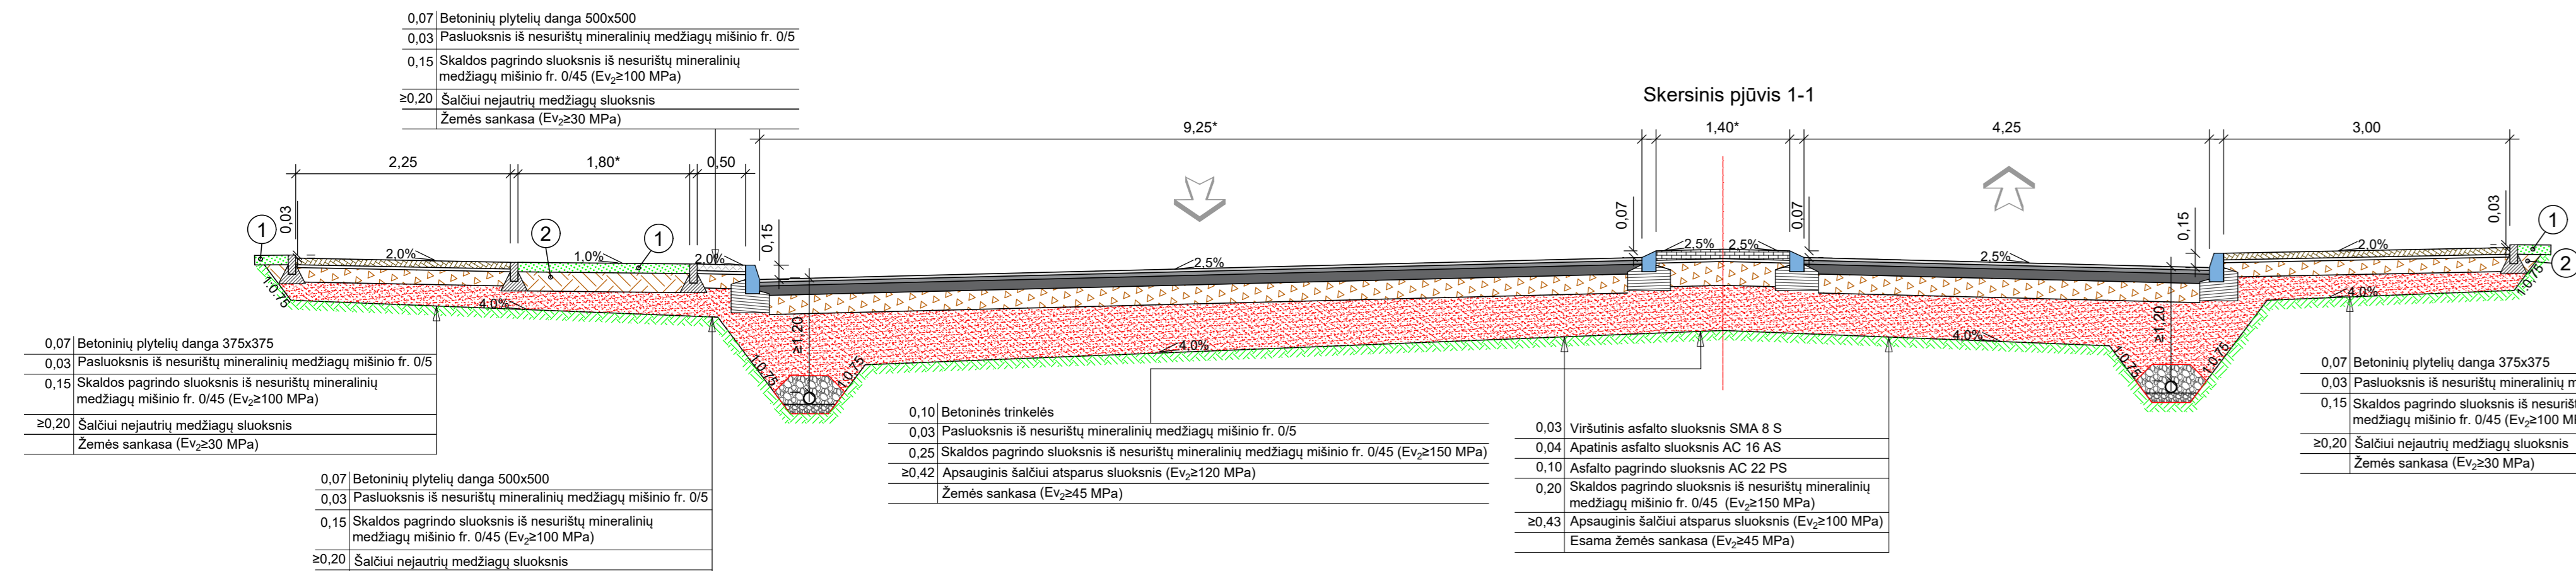 0,07 Betoninių plytelių danga 500x500
0,03 Pasluoksnis iš nesurištų mineralinių medžiagų mišinio fr. 0/5
0,15 Skaldos pagrindo sluoksnis iš nesurištų mineralinių
medžiagų mišinio fr. 0/45 (Ev₂≥100 MPa)
≥0,20 Šalčiui nejautrių medžiagų sluoksnis
Žemės sankasa (Ev₂≥30 MPa)
Skersinis pjūvis 1-1
9,25* 1,40* 4,25 3,00
2,25 1,80* 0,50
0,03 0,15 0,07 0,07 0,15 0,03
1 2 1 1 2
2,0% 1,0% 2,0% 2,5% 2,5% 2,5% 2,5% 2,0%
1:0.75 4,0% 1:0.75 ≥1,20 1:0.75 4,0% 4,0% 1:0.75 ≥1,20 1:0.75 4,0% 1:0.75
0,07 Betoninių plytelių danga 375x375
0,03 Pasluoksnis iš nesurištų mineralinių medžiagų mišinio fr. 0/5
0,15 Skaldos pagrindo sluoksnis iš nesurištų mineralinių
medžiagų mišinio fr. 0/45 (Ev₂≥100 MPa)
≥0,20 Šalčiui nejautrių medžiagų sluoksnis
Žemės sankasa (Ev₂≥30 MPa)
0,07 Betoninių plytelių danga 500x500
0,03 Pasluoksnis iš nesurištų mineralinių medžiagų mišinio fr. 0/5
0,15 Skaldos pagrindo sluoksnis iš nesurištų mineralinių
medžiagų mišinio fr. 0/45 (Ev₂≥100 MPa)
≥0,20 Šalčiui nejautrių medžiagų sluoksnis
0,10 Betoninės trinkelės
0,03 Pasluoksnis iš nesurištų mineralinių medžiagų mišinio fr. 0/5
0,25 Skaldos pagrindo sluoksnis iš nesurištų mineralinių medžiagų mišinio fr. 0/45 (Ev₂≥150 MPa)
≥0,42 Apsauginis šalčiui atsparus sluoksnis (Ev₂≥120 MPa)
Žemės sankasa (Ev₂≥45 MPa)
0,03 Viršutinis asfalto sluoksnis SMA 8 S
0,04 Apatinis asfalto sluoksnis AC 16 AS
0,10 Asfalto pagrindo sluoksnis AC 22 PS
0,20 Skaldos pagrindo sluoksnis iš nesurištų mineralinių
medžiagų mišinio fr. 0/45 (Ev₂≥150 MPa)
≥0,43 Apsauginis šalčiui atsparus sluoksnis (Ev₂≥100 MPa)
Esama žemės sankasa (Ev₂≥45 MPa)
0,07 Betoninių plytelių danga 375x375
0,03 Pasluoksnis iš nesurištų mineralinių
0,15 Skaldos pagrindo sluoksnis iš
medžiagų mišinio fr. 0/45 (Ev₂≥100
≥0,20 Šalčiui nejautrių medžiagų sluoksnis
Žemės sankasa (Ev₂≥30 MPa)